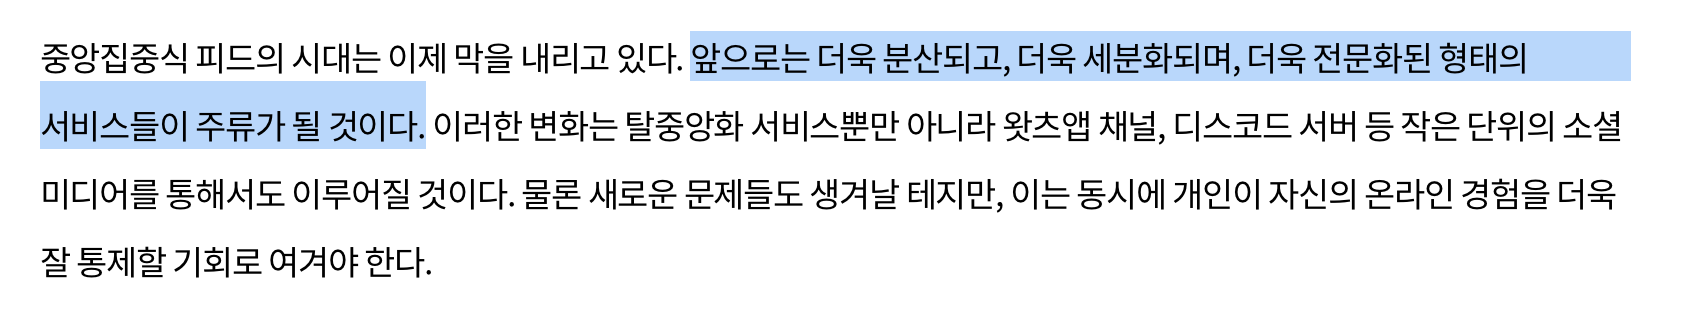 중앙집중식 피드의 시대는 이제 막을 내리고 있다. 앞으로는 더욱 분산되고, 더욱 세분화되며, 더욱 전문화된 형태의
서비스들이 주류가 될 것이다. 이러한 변화는 탈중앙화 서비스뿐만 아니라 왓츠앱 채널, 디스코드 서버 등 작은 단위의 소셜
미디어를 통해서도 이루어질 것이다. 물론 새로운 문제들도 생겨날 테지만, 이는 동시에 개인이 자신의 온라인 경험을 더욱
잘 통제할 기회로 여겨야 한다.